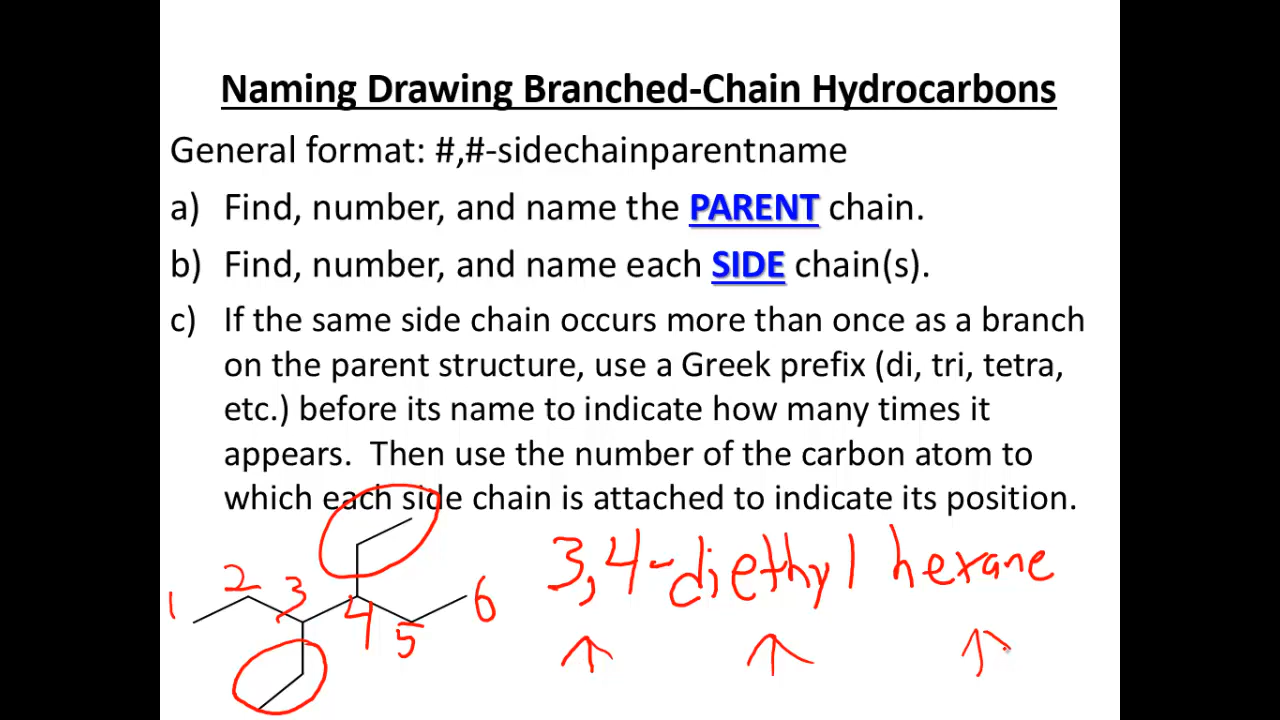 Naming Drawing Branched-Chain Hydrocarbons
General format: #,#-sidechainparentname
a) Find, number, and name the PARENT chain.
b) Find, number, and name each SIDE chain(s).
c) If the same side chain occurs more than once as a branch
on the parent structure, use a Greek prefix (di, tri, tetra,
etc.) before its name to indicate how many times it
appears. Then use the number of the carbon atom to
which each side chain is attached to indicate its position.
3,4-diethyl hexane
1 2 3 4 5 6